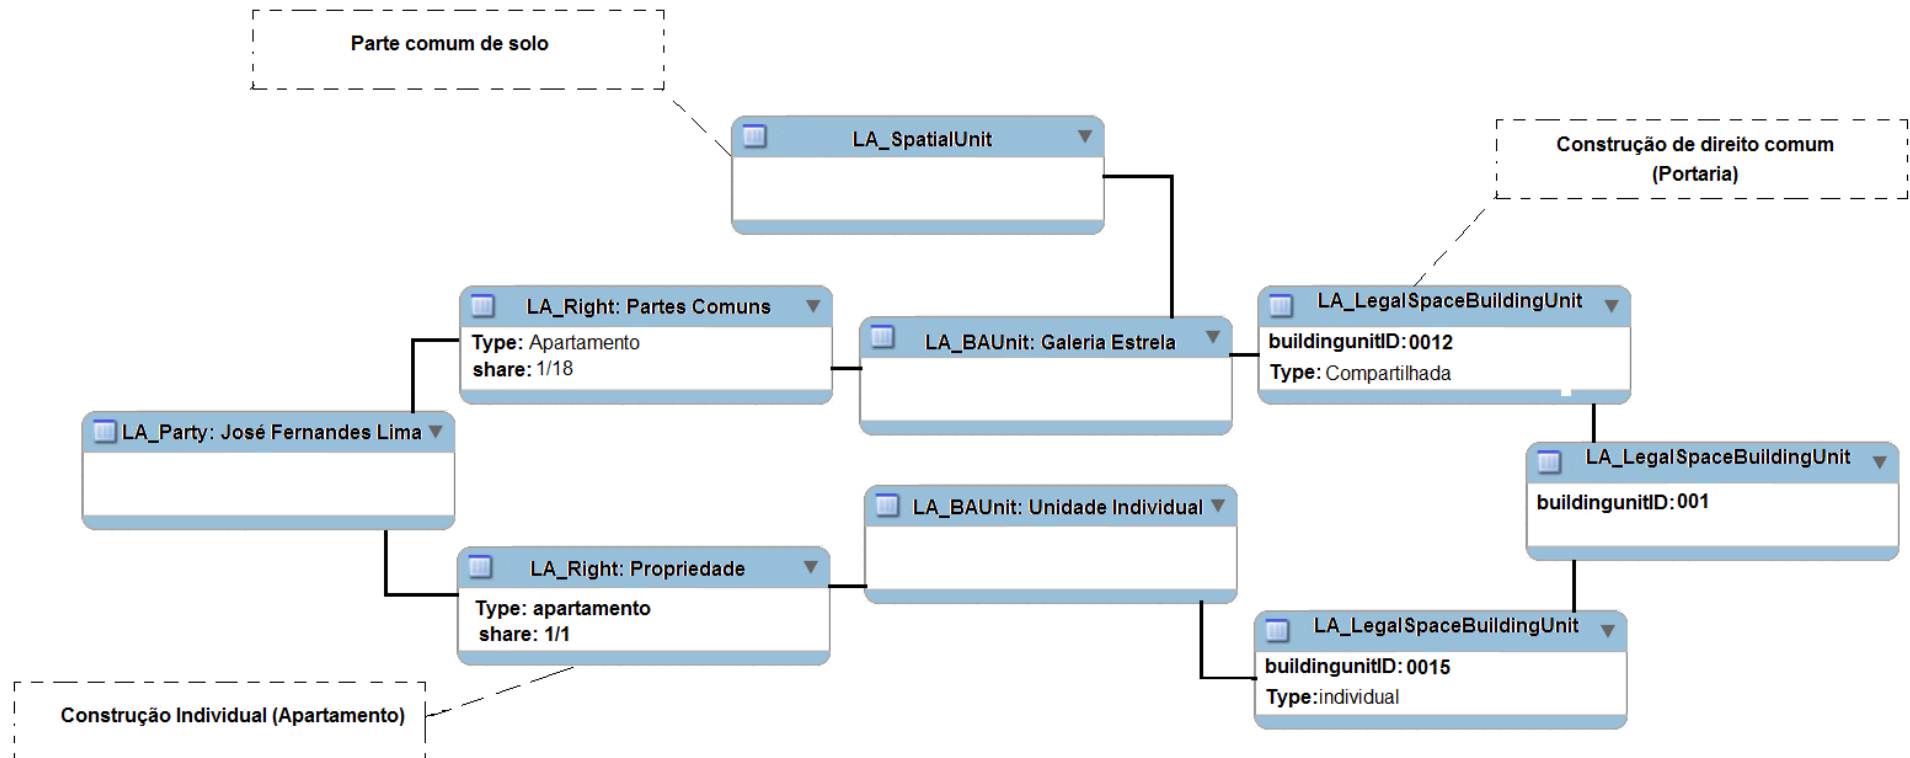 Parte comum de solo
LA_SpatialUnit
Construção de direito comum
(Portaria)
LA_Right: Partes Comuns
Type: Apartamento
share: 1/18
LA_BAUnit: Galeria Estrela
LA_LegalSpaceBuildingUnit
buildingunitID: 0012
Type: Compartilhada
LA_Party: José Fernandes Lima
LA_LegalSpaceBuildingUnit
buildingunitID: 001
LA_BAUnit: Unidade Individual
LA_Right: Propriedade
Type: apartamento
share: 1/1
LA_LegalSpaceBuildingUnit
buildingunitID: 0015
Type:individual
Construção Individual (Apartamento)